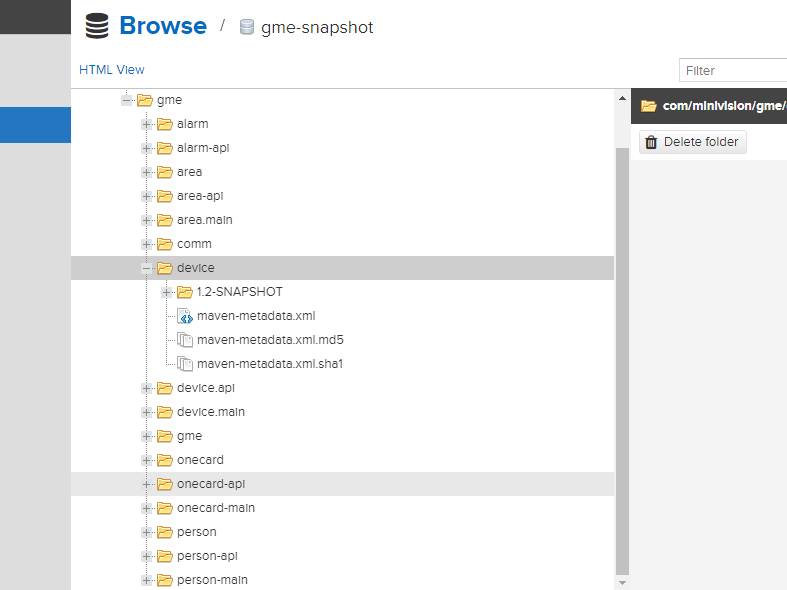 Browse / gme-snapshot
HTML View
Filter
gme
alarm
alarm-api
area
area-api
area.main
comm
device
1.2-SNAPSHOT
maven-metadata.xml
maven-metadata.xml.md5
maven-metadata.xml.sha1
device.api
device.main
gme
onecard
onecard-api
onecard-main
person
person-api
person-main
com/minivision/gme/
Delete folder